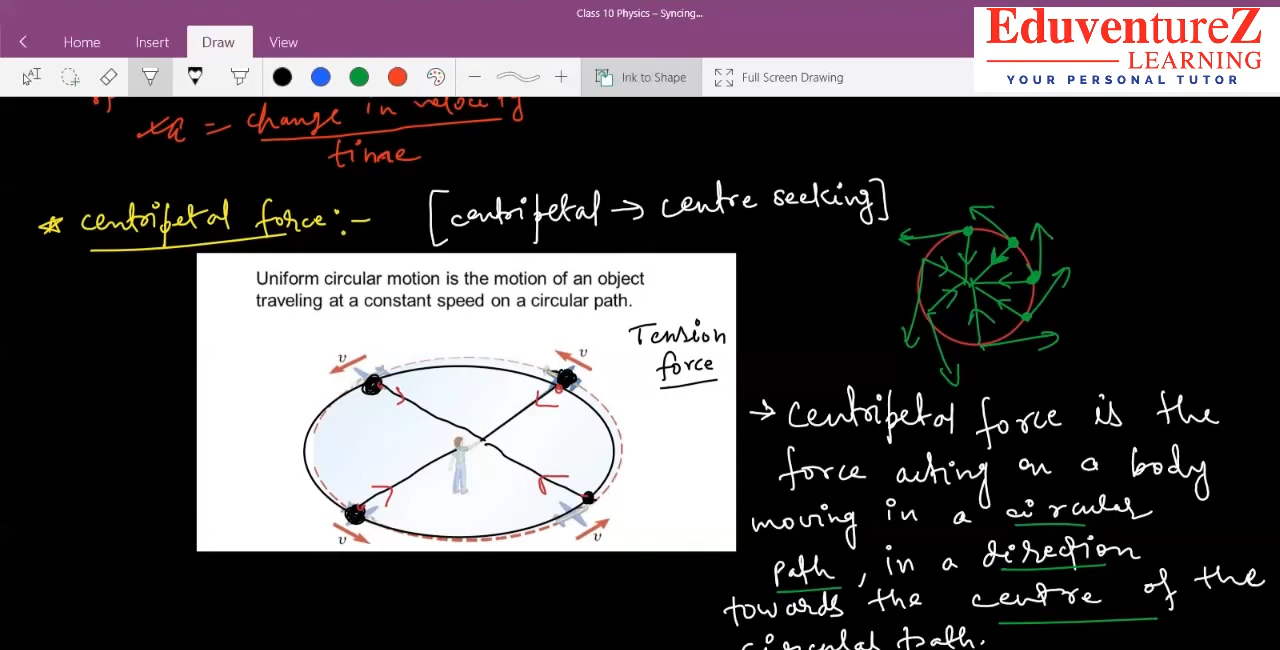 Class 10 Physics – Syncing...
EduventureZ
LEARNING
YOUR PERSONAL TUTOR
Home Insert Draw View
Ink to Shape Full Screen Drawing
= change in velocity
time
* centripetal force:- [centripetal → centre seeking]
Uniform circular motion is the motion of an object
traveling at a constant speed on a circular path.
Tension
force
v
v
v
v
→ centripetal force is the
force acting on a body
moving in a circular
path, in a direction
towards the centre of the
circular path.